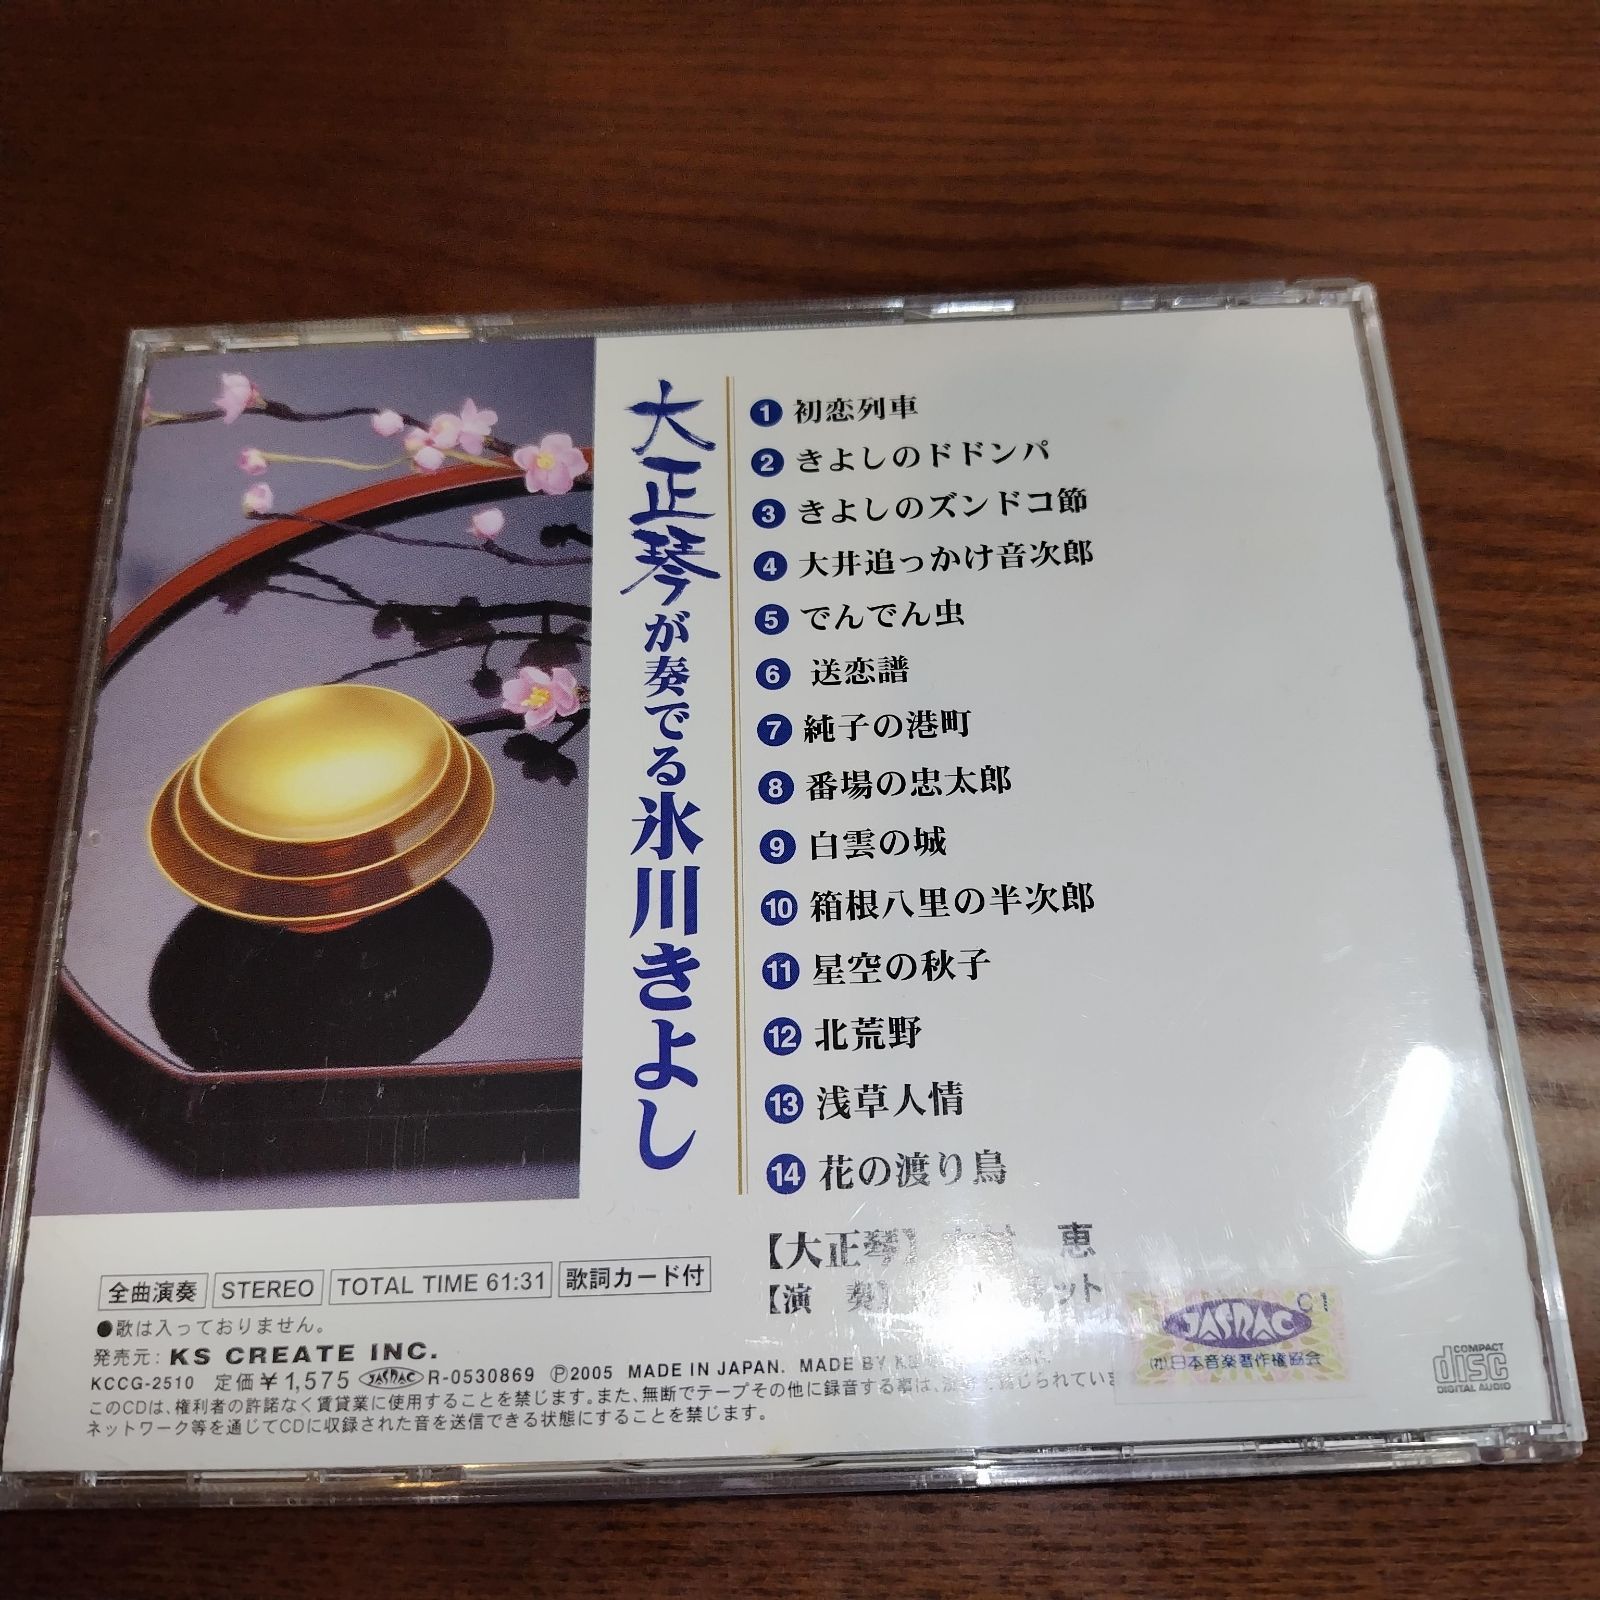 大正琴が奏でる氷川きよし
1 初恋列車
2 きよしのドドンパ
3 きよしのズンドコ節
4 大井追っかけ音次郎
5 でんでん虫
6 送恋譜
7 純子の港町
8 番場の忠太郎
9 白雲の城
10 箱根八里の半次郎
11 星空の秋子
12 北荒野
13 浅草人情
14 花の渡り鳥
【大正琴】 恵
【演 奏】 ット
全曲演奏 STEREO TOTAL TIME 61:31 歌詞カード付
●歌は入っておりません。
発売元: KS CREATE INC.
KCCG-2510 定価￥1,575 JASRAC R-0530869 Ⓟ2005 MADE IN JAPAN. MADE BY
このCDは、権利者の許諾なく賃貸業に使用することを禁じます。また、無断でテープその他に録音する事は、法 じられていま
ネットワーク等を通じてCDに収録された音を送信できる状態にすることを禁じます。
C1
JASRAC
(社)日本音楽著作権協会
COMPACT
disc
DIGITAL AUDIO